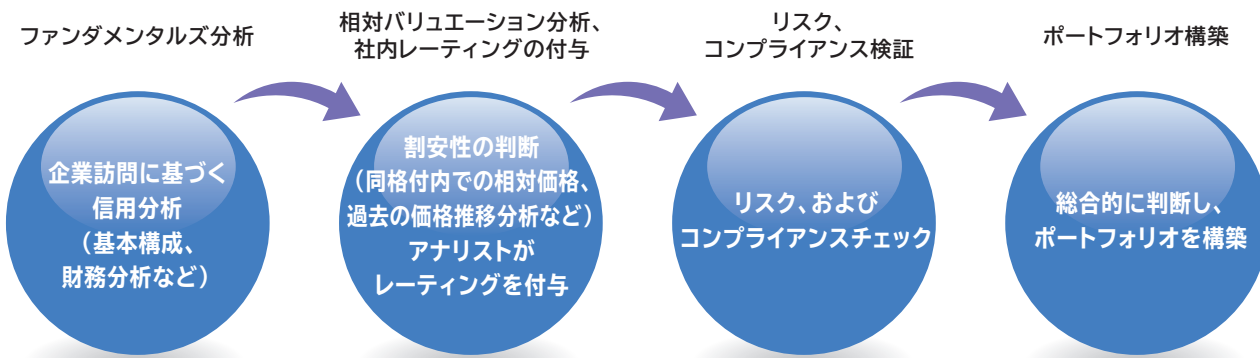 ファンダメンタルズ分析
相対バリュエーション分析、
社内レーティングの付与
リスク、
コンプライアンス検証
ポートフォリオ構築
企業訪問に基づく
信用分析
（基本構成、
財務分析など）
割安性の判断
（同格付内での相対価格、
過去の価格推移分析など）
アナリストが
レーティングを付与
リスク、および
コンプライアンスチェック
総合的に判断し、
ポートフォリオを構築